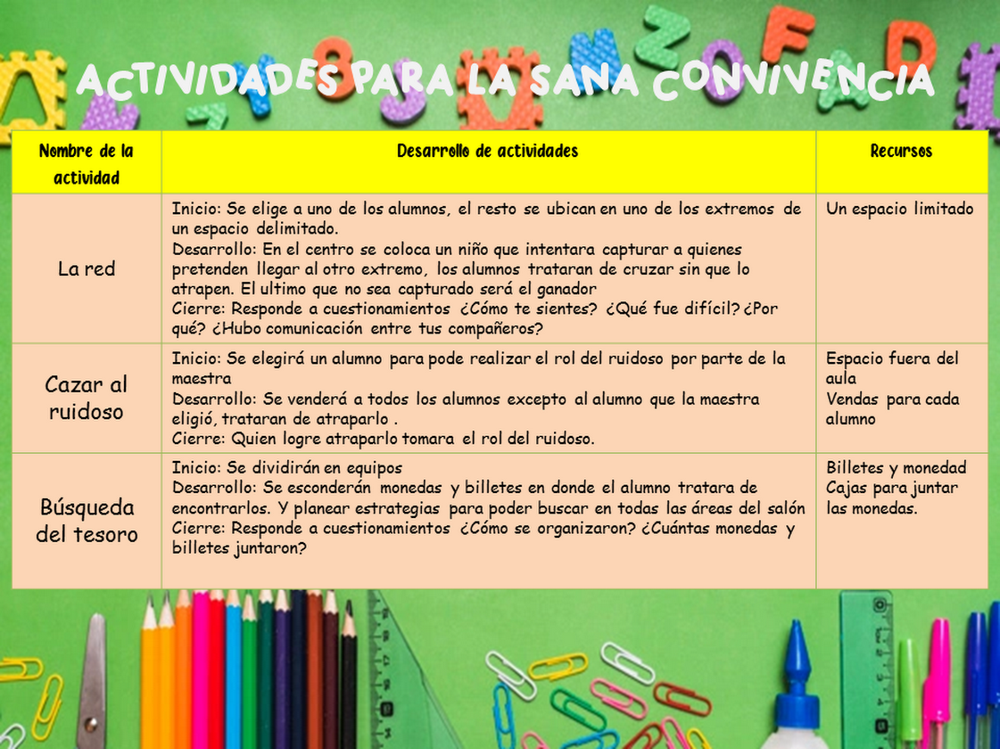 ACTIVIDADES PARA LA SANA CONVIVENCIA
Nombre de la
actividad
Desarrollo de actividades
Recursos
La red
Inicio: Se elige a uno de los alumnos, el resto se ubican en uno de los extremos de
un espacio delimitado.
Desarrollo: En el centro se coloca un niño que intentara capturar a quienes
pretenden llegar al otro extremo, los alumnos trataran de cruzar sin que lo
atrapen. El ultimo que no sea capturado será el ganador
Cierre: Responde a cuestionamientos ¿Cómo te sientes? ¿Qué fue difícil? ¿Por
qué? ¿Hubo comunicación entre tus compañeros?
Un espacio limitado
Cazar al
ruidoso
Inicio: Se elegirá un alumno para pode realizar el rol del ruidoso por parte de la
maestra
Desarrollo: Se venderá a todos los alumnos excepto al alumno que la maestra
eligió, trataran de atraparlo .
Cierre: Quien logre atraparlo tomara el rol del ruidoso.
Espacio fuera del
aula
Vendas para cada
alumno
Búsqueda
del tesoro
Inicio: Se dividirán en equipos
Desarrollo: Se esconderán monedas y billetes en donde el alumno tratara de
encontrarlos. Y planear estrategias para poder buscar en todas las áreas del salón
Cierre: Responde a cuestionamientos ¿Cómo se organizaron? ¿Cuántas monedas y
billetes juntaron?
Billetes y monedad
Cajas para juntar
las monedas.